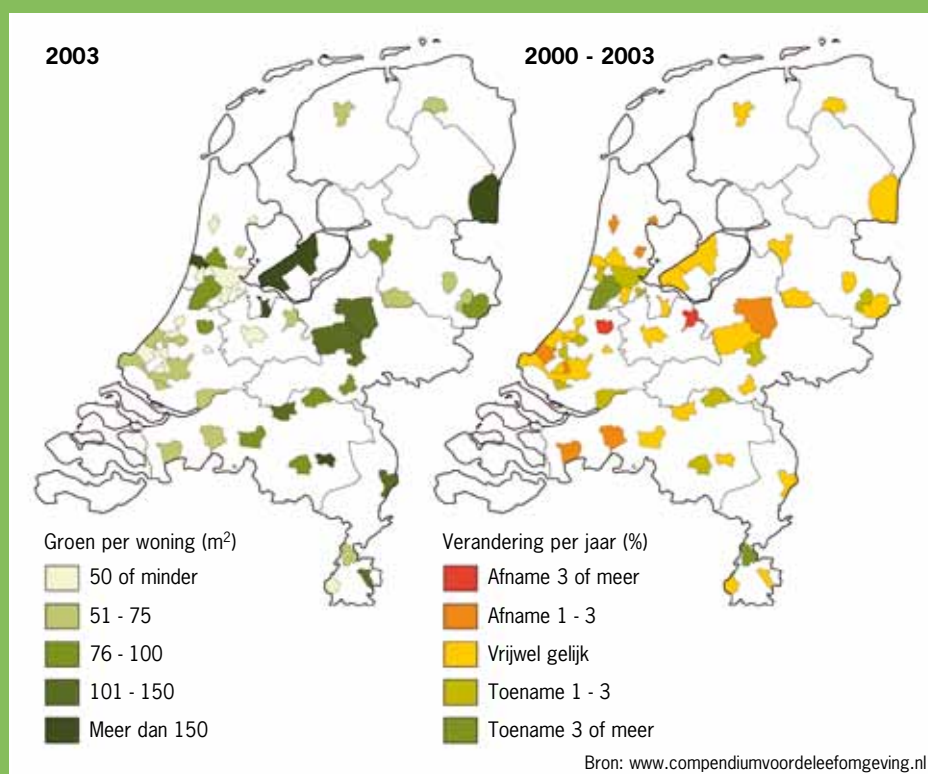 2003
2000 - 2003
Groen per woning (m²)
50 of minder
51 - 75
76 - 100
101 - 150
Meer dan 150
Verandering per jaar (%)
Afname 3 of meer
Afname 1 - 3
Vrijwel gelijk
Toename 1 - 3
Toename 3 of meer
Bron: www.compendiumvoordeleefomgeving.nl